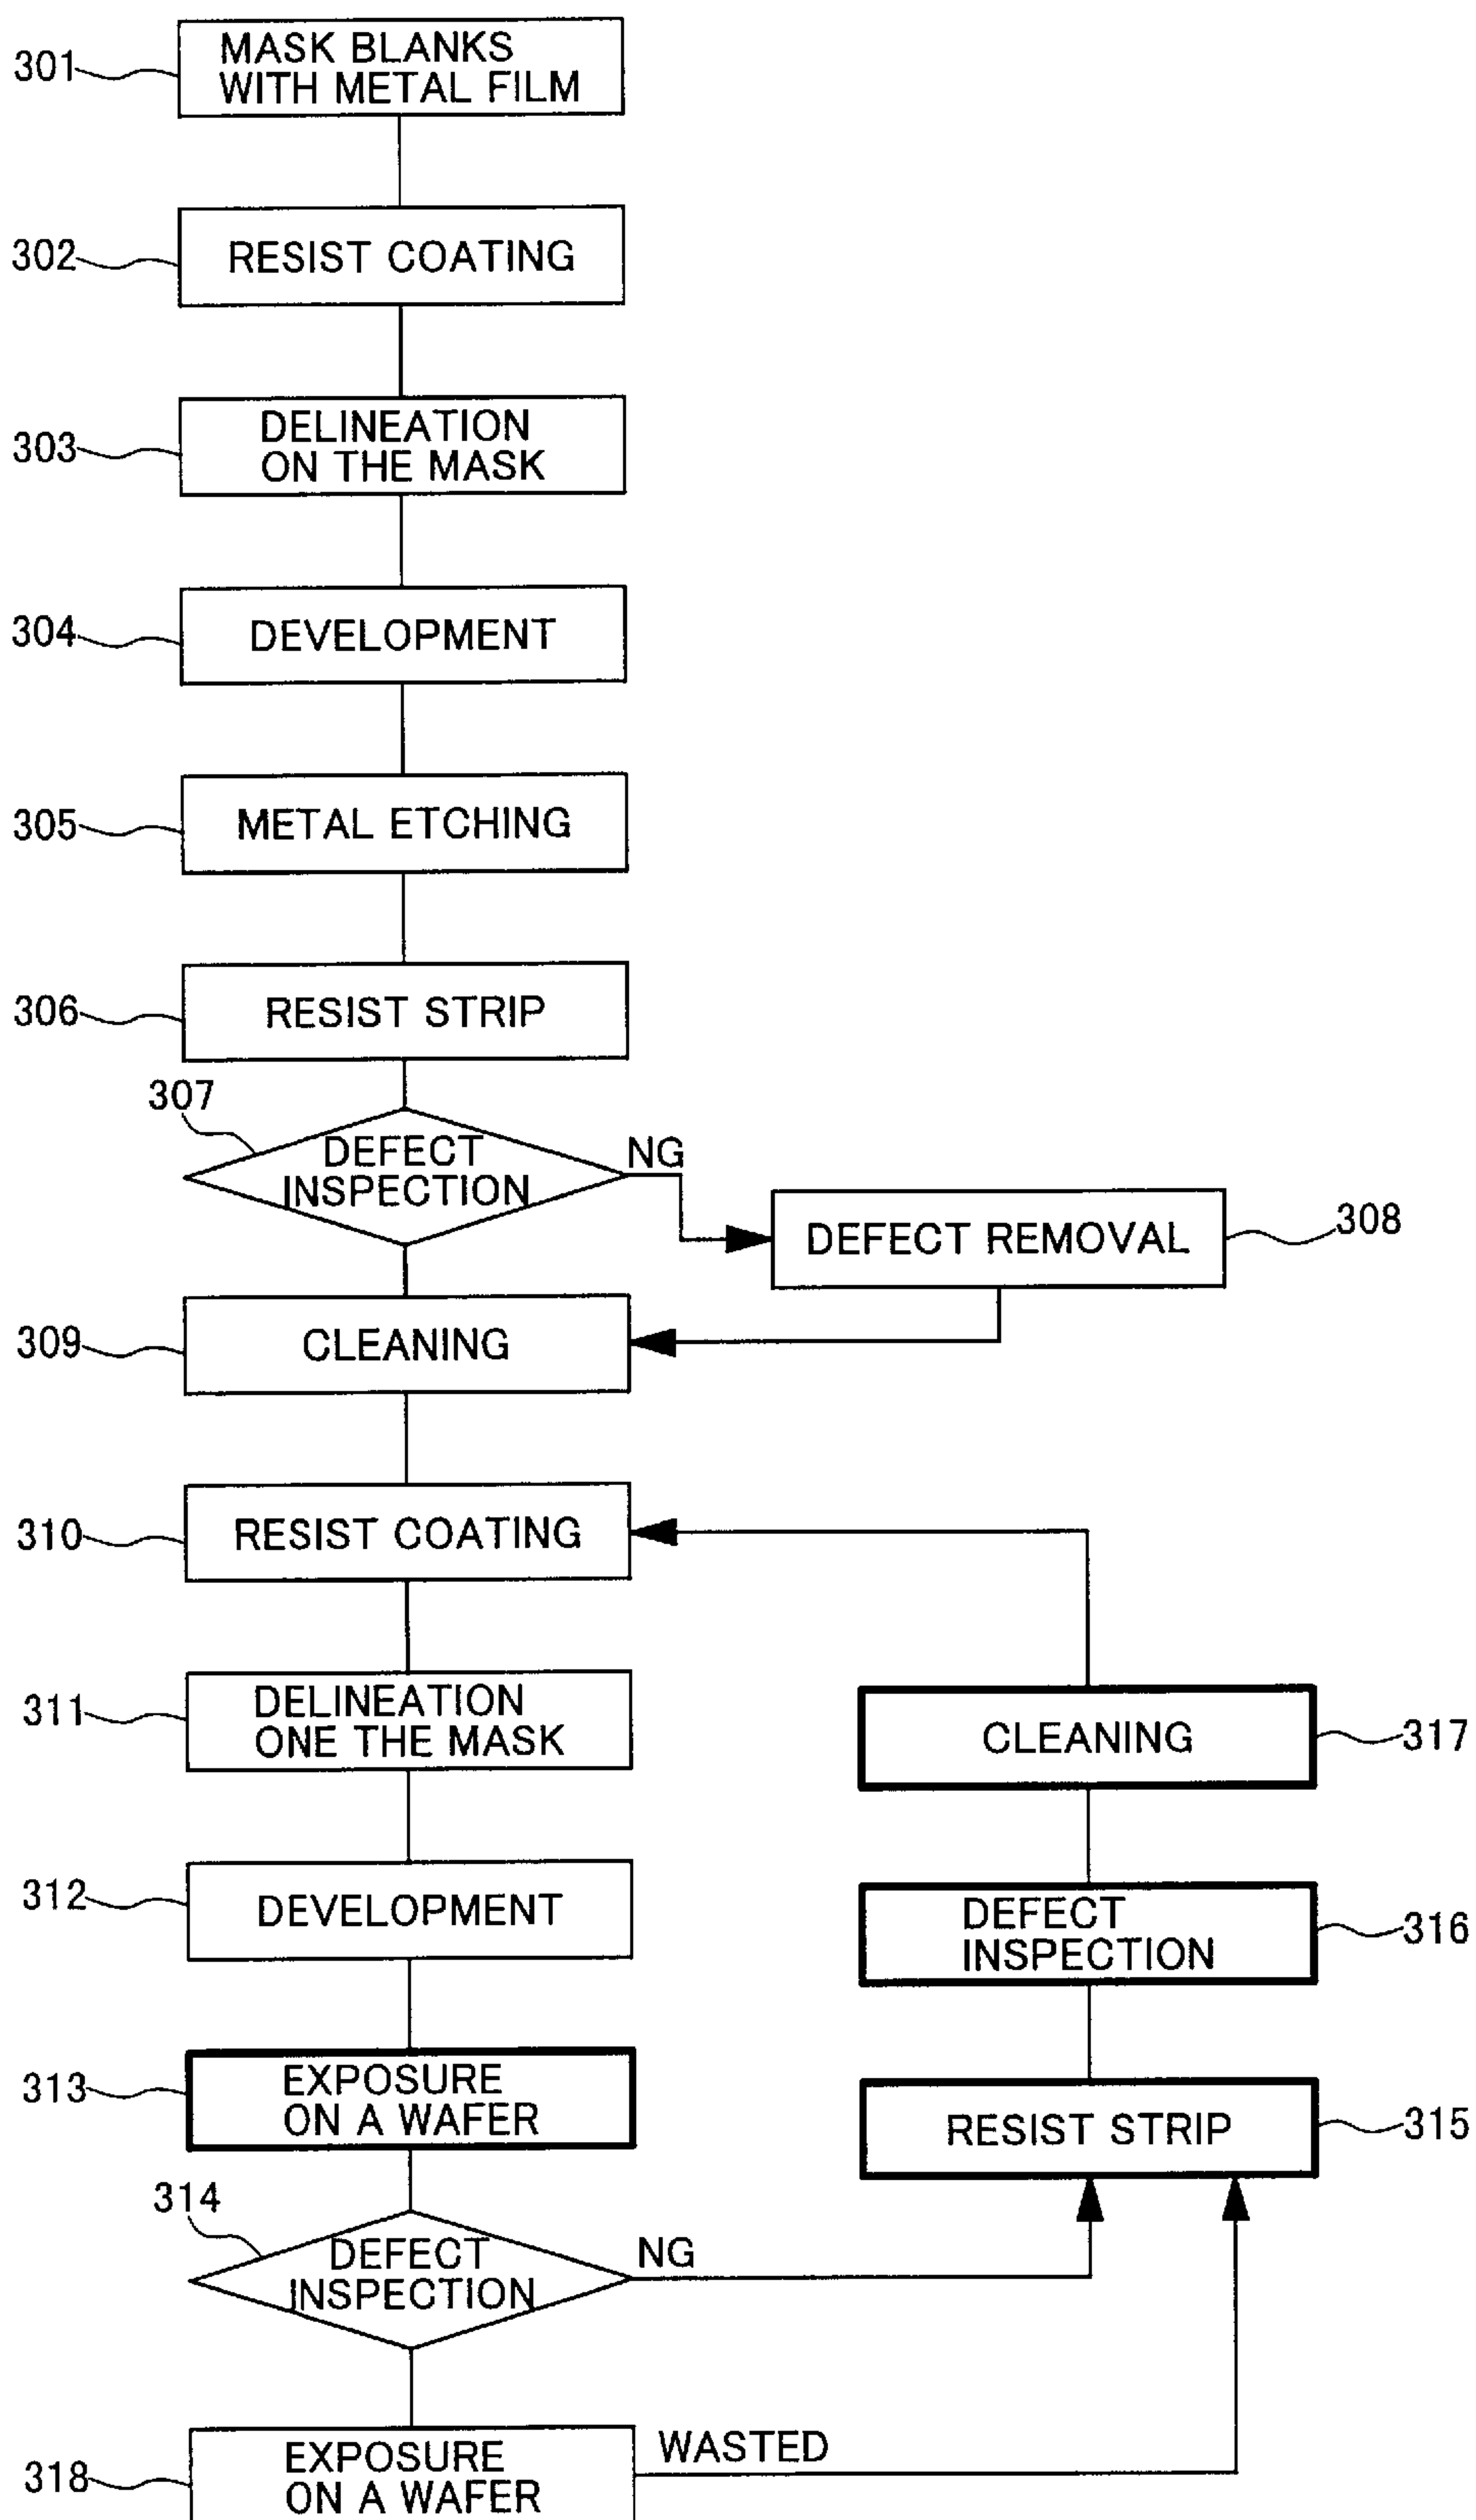 301
MASK BLANKS
WITH METAL FILM
302
RESIST COATING
303
DELINEATION
ON THE MASK
304
DEVELOPMENT
305
METAL ETCHING
306
RESIST STRIP
307
DEFECT
INSPECTION
NG
DEFECT REMOVAL
308
309
CLEANING
310
RESIST COATING
311
DELINEATION
ONE THE MASK
CLEANING
317
312
DEVELOPMENT
DEFECT
INSPECTION
316
313
EXPOSURE
ON A WAFER
RESIST STRIP
315
314
DEFECT
INSPECTION
NG
318
EXPOSURE
ON A WAFER
WASTED